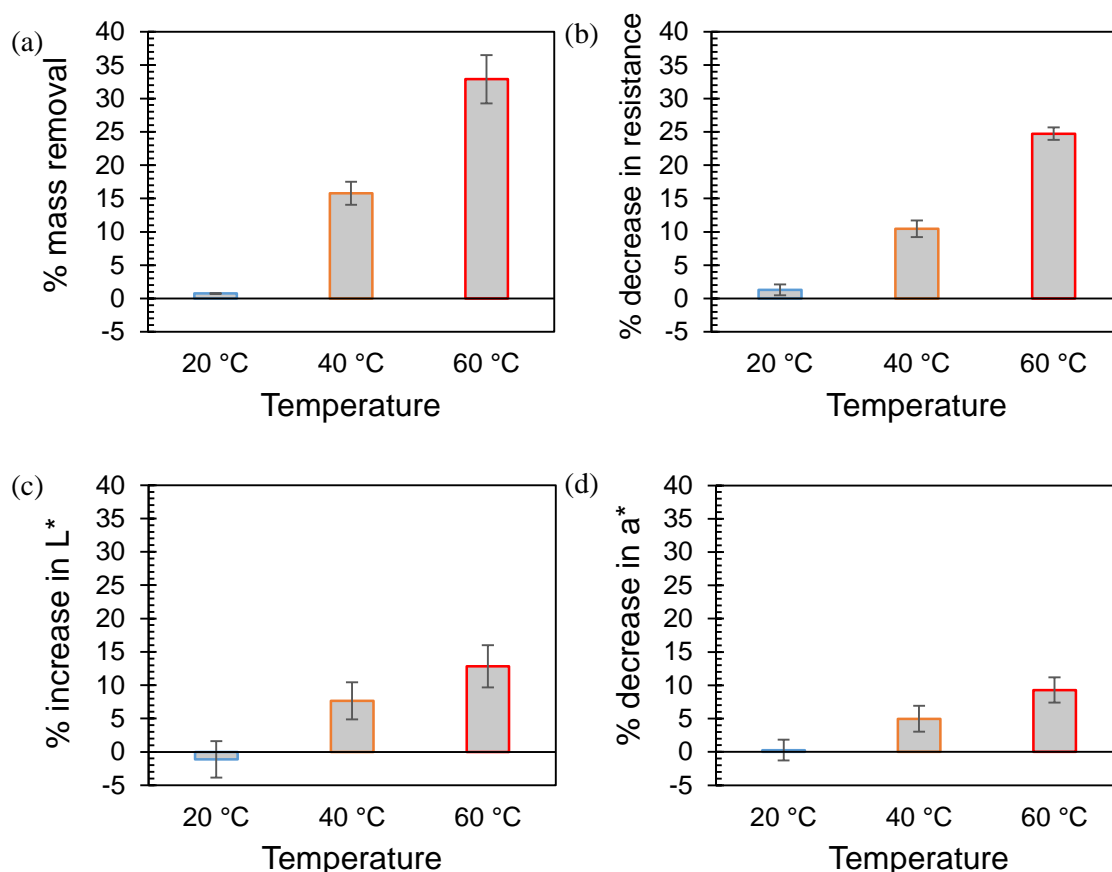 (a)
% mass removal
40
35
30
25
20
15
10
5
0
-5
20 °C 40 °C 60 °C
Temperature
(b)
% decrease in resistance
40
35
30
25
20
15
10
5
0
-5
20 °C 40 °C 60 °C
Temperature
(c)
% increase in L*
40
35
30
25
20
15
10
5
0
-5
20 °C 40 °C 60 °C
Temperature
(d)
% decrease in a*
40
35
30
25
20
15
10
5
0
-5
20 °C 40 °C 60 °C
Temperature